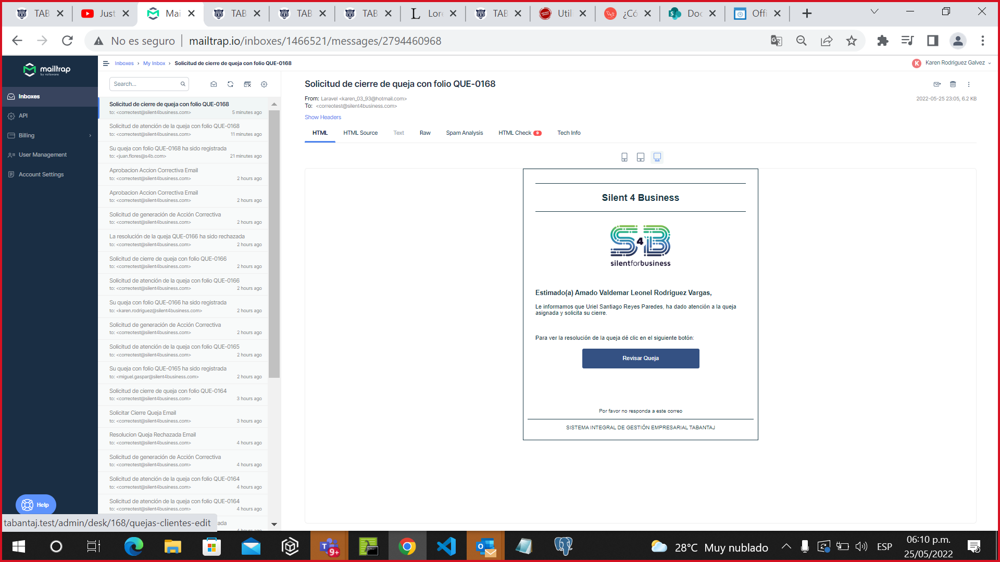 TAB
Just
Mai
TAB
TAB
TAB
Lore
TAB
Utili
¿Có
Doc
Offi
No es seguro
mailtrap.io/inboxes/1466521/messages/2794460968
mailtrap
by railsware
Inboxes
API
Billing
User Management
Account Settings
Help
Inboxes › My Inbox › Solicitud de cierre de queja con folio QUE-0168
K Karen Rodriguez Galvez
Search...
Solicitud de cierre de queja con folio QUE-0168
to: <correotest@silent4business.com> 5 minutes ago
Solicitud de atención de la queja con folio QUE-0168
to: <correotest@silent4business.com> 11 minutes ago
Su queja con folio QUE-0168 ha sido registrada
to: <juan.flores@s4b.com> 21 minutes ago
Aprobacion Accion Correctiva Email
to: <correotest@silent4business.com> 2 hours ago
Aprobacion Accion Correctiva Email
to: <correotest@silent4business.com> 2 hours ago
Solicitud de generación de Acción Correctiva
to: <correotest@silent4business.com> 2 hours ago
La resolución de la queja QUE-0166 ha sido rechazada
to: <correotest@silent4business.com> 2 hours ago
Solicitud de cierre de queja con folio QUE-0166
to: <correotest@silent4business.com> 2 hours ago
Solicitud de atención de la queja con folio QUE-0166
to: <correotest@silent4business.com> 2 hours ago
Su queja con folio QUE-0166 ha sido registrada
to: <karen.rodriguez@silent4business.com> 2 hours ago
Solicitud de generación de Acción Correctiva
to: <correotest@silent4business.com> 2 hours ago
Solicitud de atención de la queja con folio QUE-0165
to: <correotest@silent4business.com> 2 hours ago
Su queja con folio QUE-0165 ha sido registrada
to: <miguel.gaspar@silent4business.com> 2 hours ago
Solicitud de cierre de queja con folio QUE-0164
to: <correotest@silent4business.com> 3 hours ago
Solicitar Cierre Queja Email
to: <correotest@silent4business.com> 3 hours ago
Resolucion Queja Rechazada Email
to: <correotest@silent4business.com> 4 hours ago
Solicitud de generación de Acción Correctiva
to: <correotest@silent4business.com> 4 hours ago
Solicitud de atención de la queja con folio QUE-0164
to: <correotest@silent4business.com> 4 hours ago
Solicitud de atención de la queja con folio QUE-0164
to: <correotest@silent4business.com> 4 hours ago
rada
4 hours ago
tabantaj.test/admin/desk/168/quejas-clientes-edit
Solicitud de cierre de queja con folio QUE-0168
From: Laravel <karen_03_93@hotmail.com>
2022-05-25 23:05, 6.2 KB
To: <correotest@silent4business.com>
Show Headers
HTML HTML Source Text Raw Spam Analysis HTML Check Tech Info
Silent 4 Business
S4B
silentforbusiness
Estimado(a) Amado Valdemar Leonel Rodriguez Vargas,
Le informamos que Uriel Santiago Reyes Paredes, ha dado atención a la queja
asignada y solicita su cierre.
Para ver la resolución de la queja dé clic en el siguiente botón:
Revisar Queja
Por favor no responda a este correo
SISTEMA INTEGRAL DE GESTIÓN EMPRESARIAL TABANTAJ
9+
28°C Muy nublado
ESP
06:10 p.m.
25/05/2022